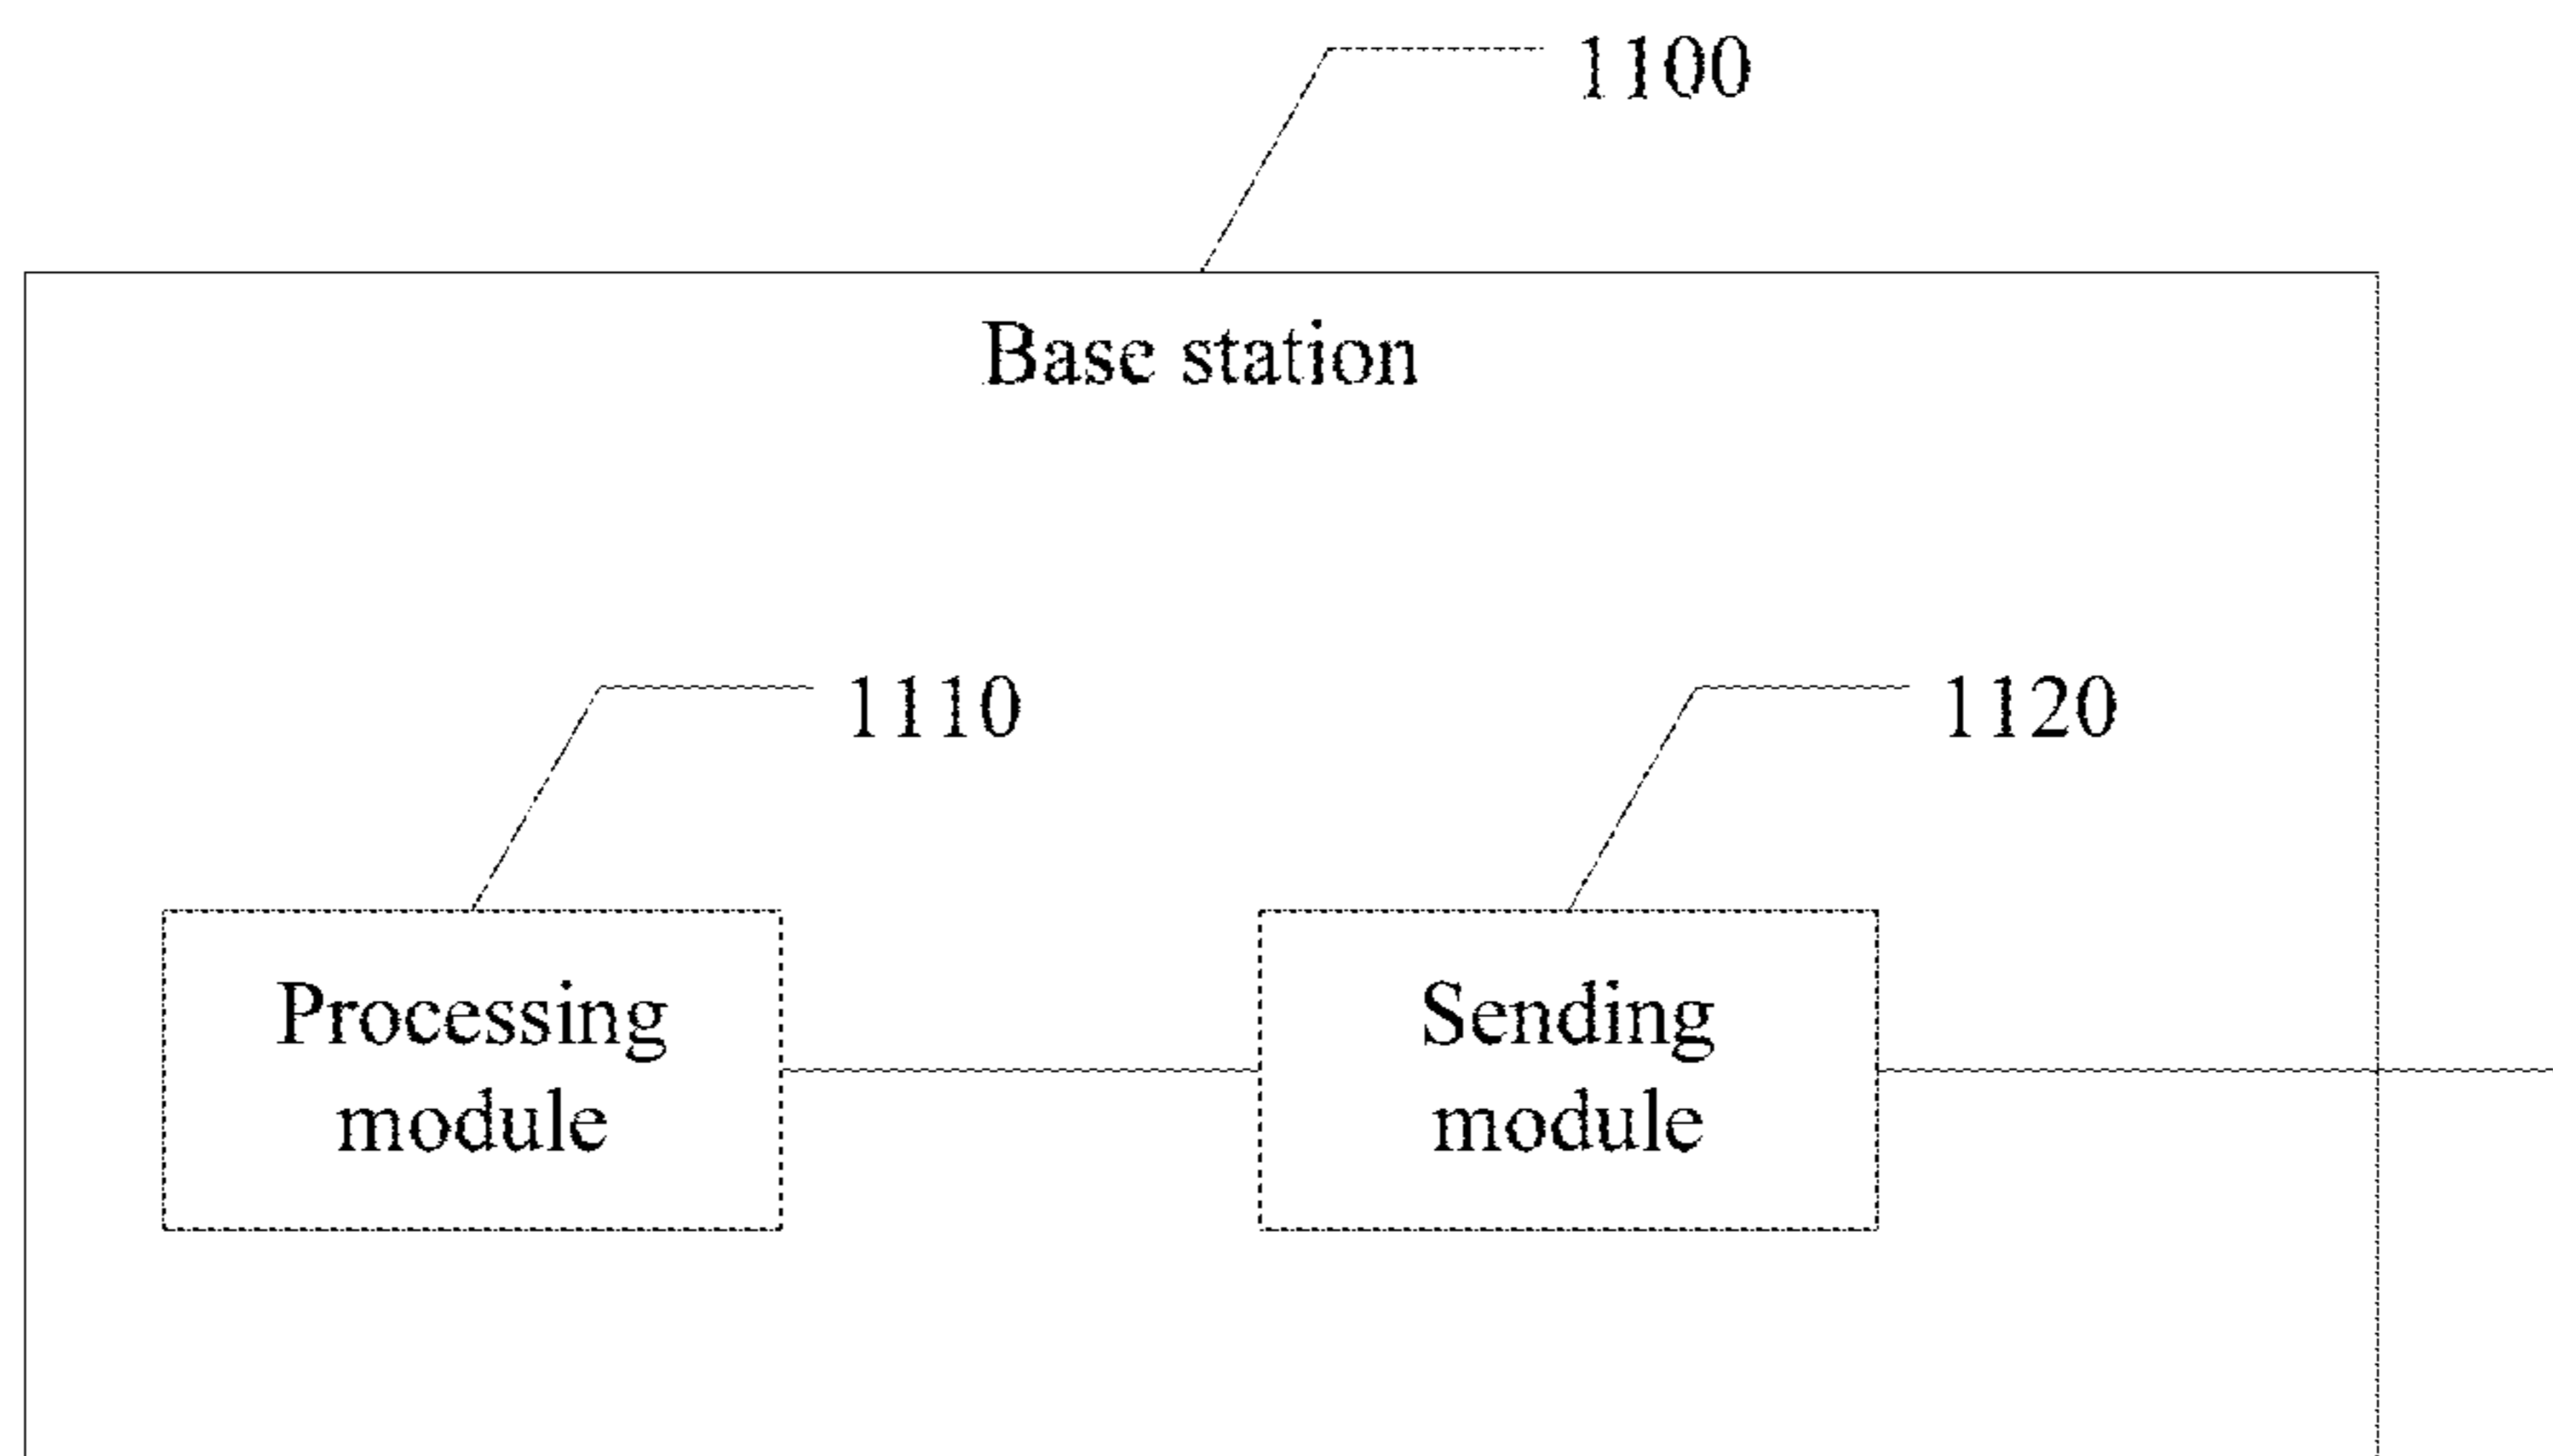 1100
Base station
1110
1120
Processing
module
Sending
module